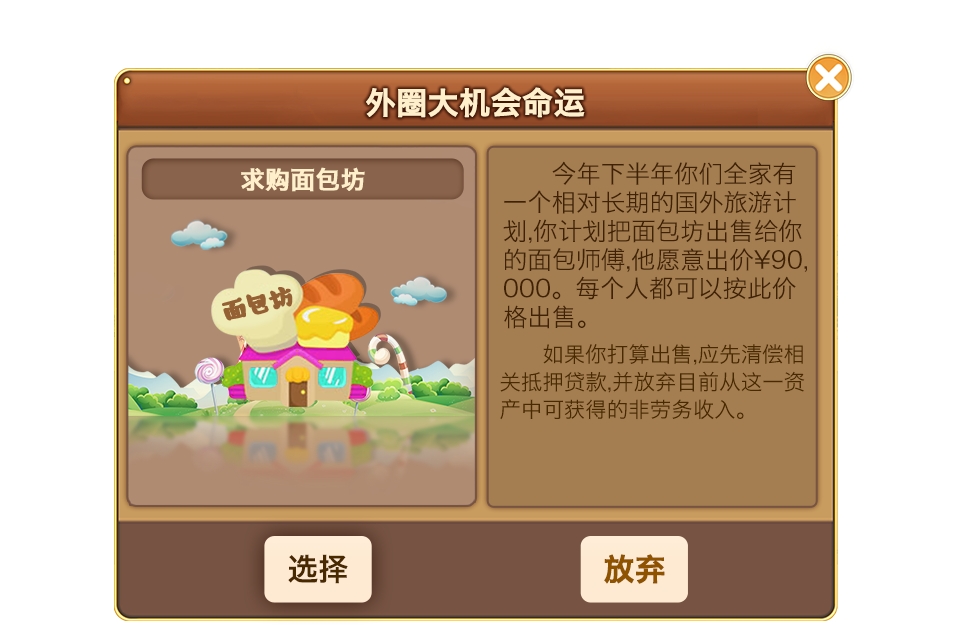 外圈大机会命运
求购面包坊
面包坊
今年下半年你们全家有
一个相对长期的国外旅游计
划,你计划把面包坊出售给你
的面包师傅,他愿意出价¥90,
000。每个人都可以按此价
格出售。
如果你打算出售,应先清偿相
关抵押贷款,并放弃目前从这一资
产中可获得的非劳务收入。
选择
放弃